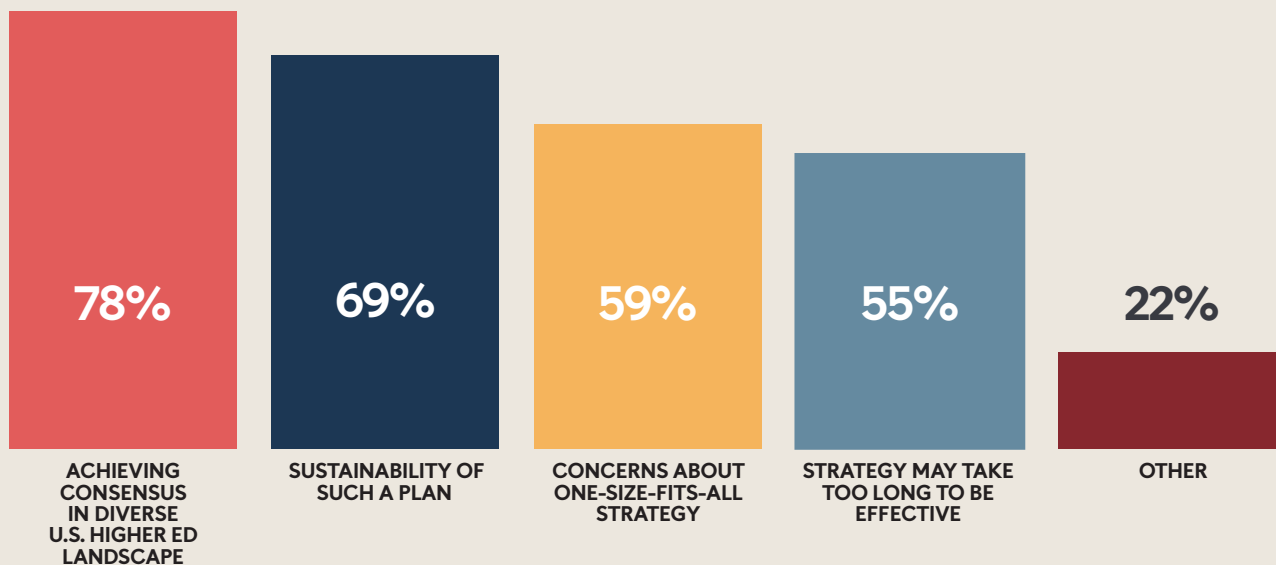 78%
69%
59%
55%
22%
ACHIEVING
CONSENSUS
IN DIVERSE
U.S. HIGHER ED
LANDSCAPE
SUSTAINABILITY OF
SUCH A PLAN
CONCERNS ABOUT
ONE-SIZE-FITS-ALL
STRATEGY
STRATEGY MAY TAKE
TOO LONG TO BE
EFFECTIVE
OTHER